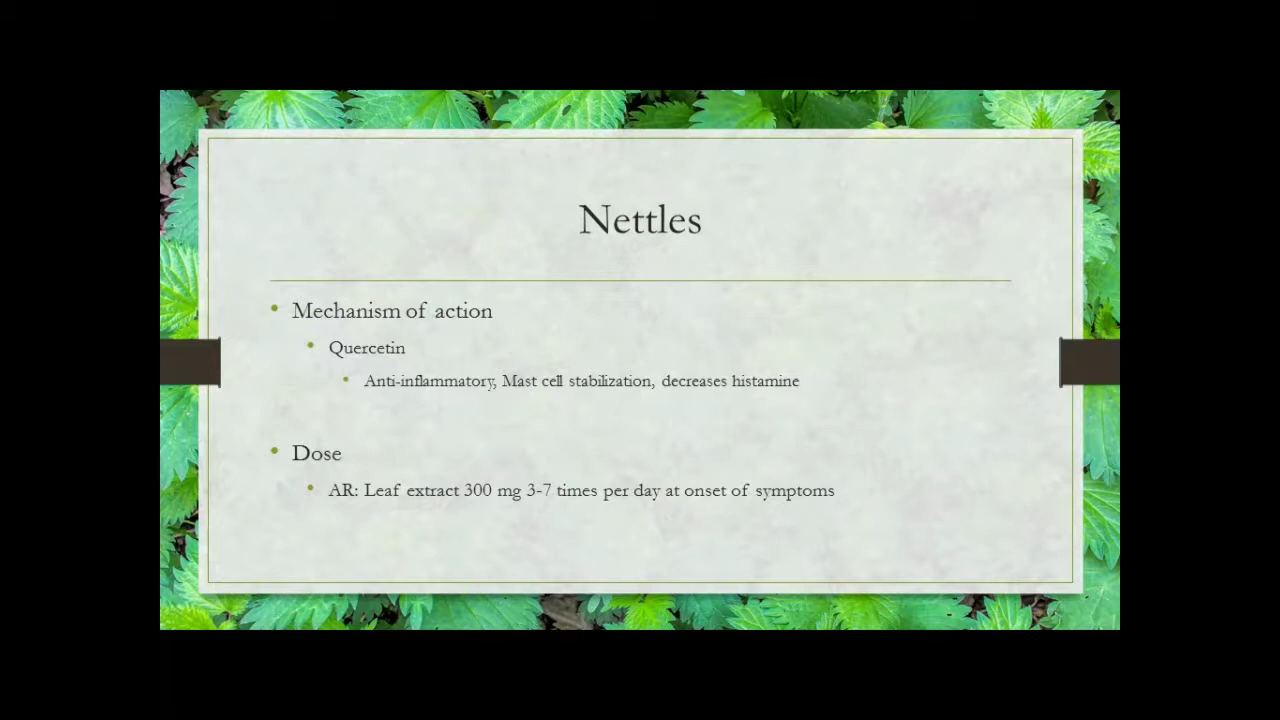 Nettles
Mechanism of action
Quercetin
Anti-inflammatory, Mast cell stabilization, decreases histamine
Dose
AR: Leaf extract 300 mg 3-7 times per day at onset of symptoms